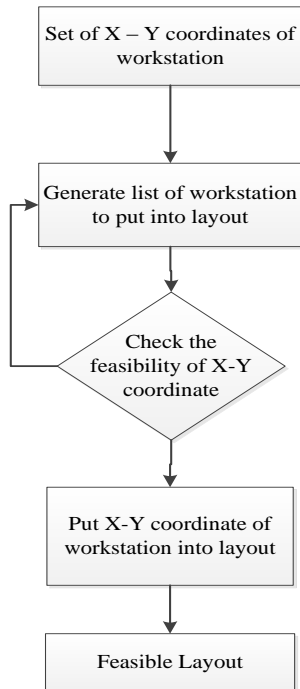 Set of X – Y coordinates of
workstation
Generate list of workstation
to put into layout
Check the
feasibility of X-Y
coordinate
Put X-Y coordinate of
workstation into layout
Feasible Layout